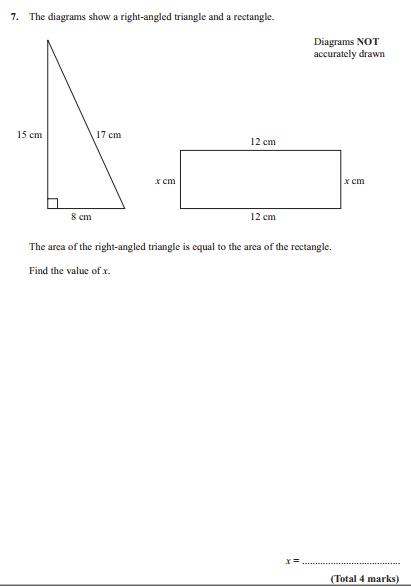 7. The diagrams show a right-angled triangle and a rectangle.
Diagrams NOT
accurately drawn
15 cm
17 cm
12 cm
x cm
x cm
8 cm
12 cm
The area of the right-angled triangle is equal to the area of the rectangle.
Find the value of x.
x = ........................................
(Total 4 marks)